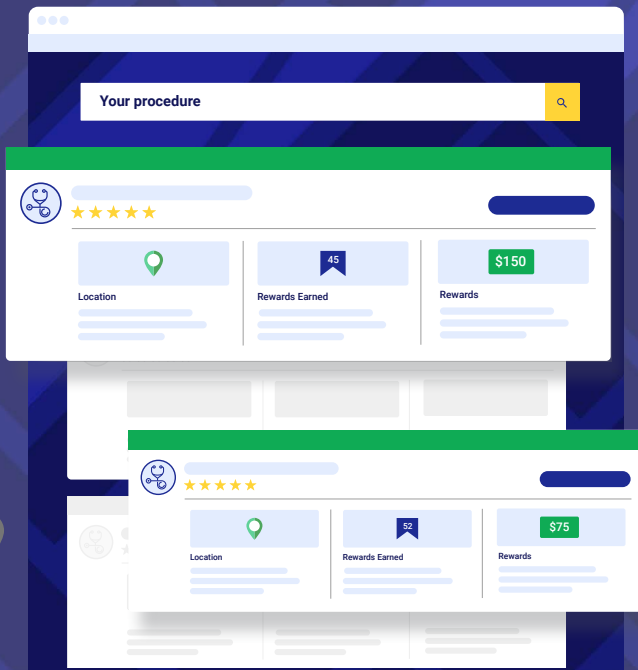 Your procedure
45
$150
Location
Rewards Earned
Rewards
52
$75
Location
Rewards Earned
Rewards